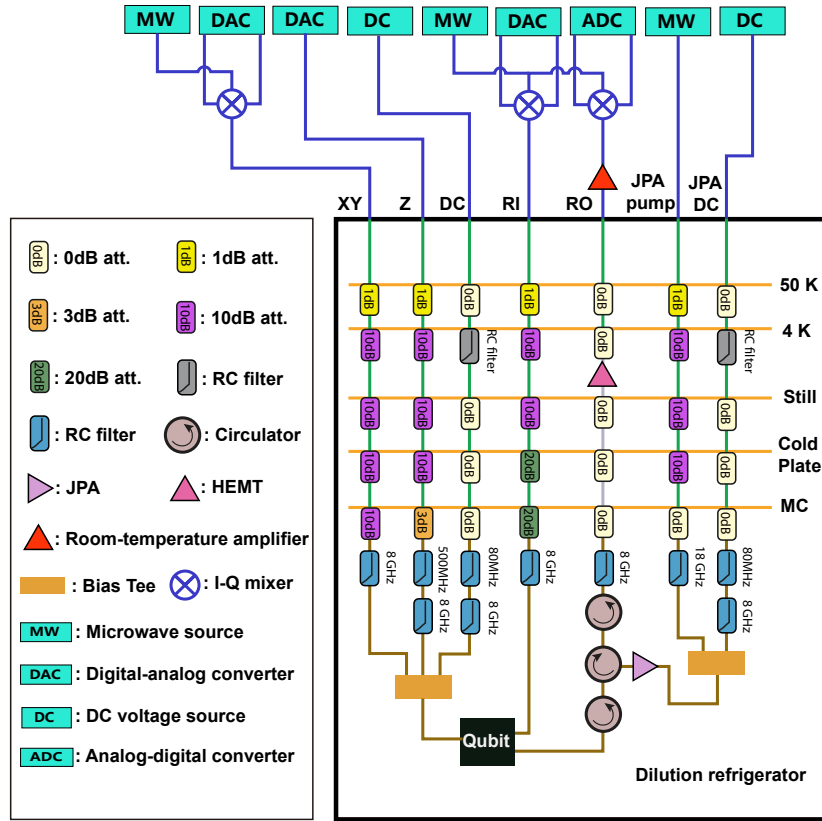 MW DAC DAC DC MW DAC ADC MW DC
XY Z DC RI RO JPA pump JPA DC
0dB : 0dB att. 1dB : 1dB att.
3dB : 3dB att. 10dB : 10dB att.
20dB : 20dB att. : RC filter
: RC filter : Circulator
: JPA : HEMT
: Room-temperature amplifier
: Bias Tee : I-Q mixer
MW : Microwave source
DAC : Digital-analog converter
DC : DC voltage source
ADC : Analog-digital converter
1dB 1dB 0dB 1dB 0dB 1dB 0dB 50 K
10dB 10dB RC filter 10dB 0dB 10dB RC filter 4 K
10dB 10dB 0dB 10dB 0dB 10dB 0dB Still
10dB 10dB 0dB 20dB 0dB 10dB 0dB Cold Plate
10dB 3dB 0dB 20dB 0dB 0dB 0dB MC
8 GHz 500MHz 80MHz 8 GHz 8 GHz 18 GHz 80MHz
8 GHz 8 GHz 8 GHz
Qubit
Dilution refrigerator